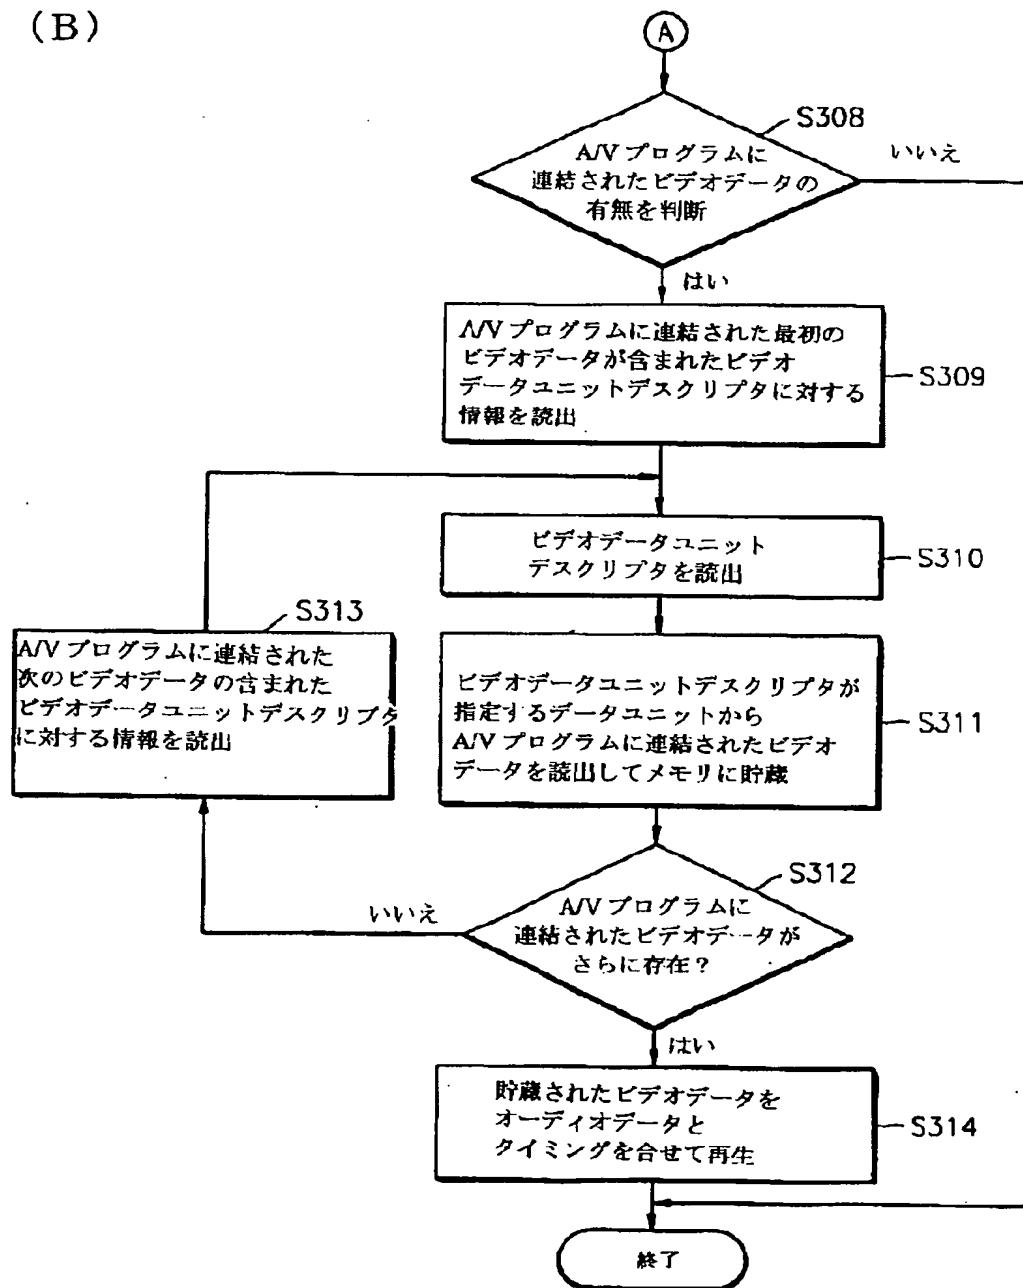 (B)
A
S308
A/Vプログラムに
連結されたビデオデータの
有無を判断
いいえ
はい
A/Vプログラムに連結された最初の
ビデオデータが含まれたビデオ
データユニットデスクリプタに対する
情報を読出
S309
ビデオデータユニット
デスクリプタを読出
S310
S313
A/Vプログラムに連結された
次のビデオデータの含まれた
ビデオデータユニットデスクリプタ
に対する情報を読出
ビデオデータユニットデスクリプタが
指定するデータユニットから
A/Vプログラムに連結されたビデオ
データを読出してメモリに貯蔵
S311
S312
A/Vプログラムに
連結されたビデオデータが
さらに存在？
いいえ
はい
貯蔵されたビデオデータを
オーディオデータと
タイミングを合せて再生
S314
終了